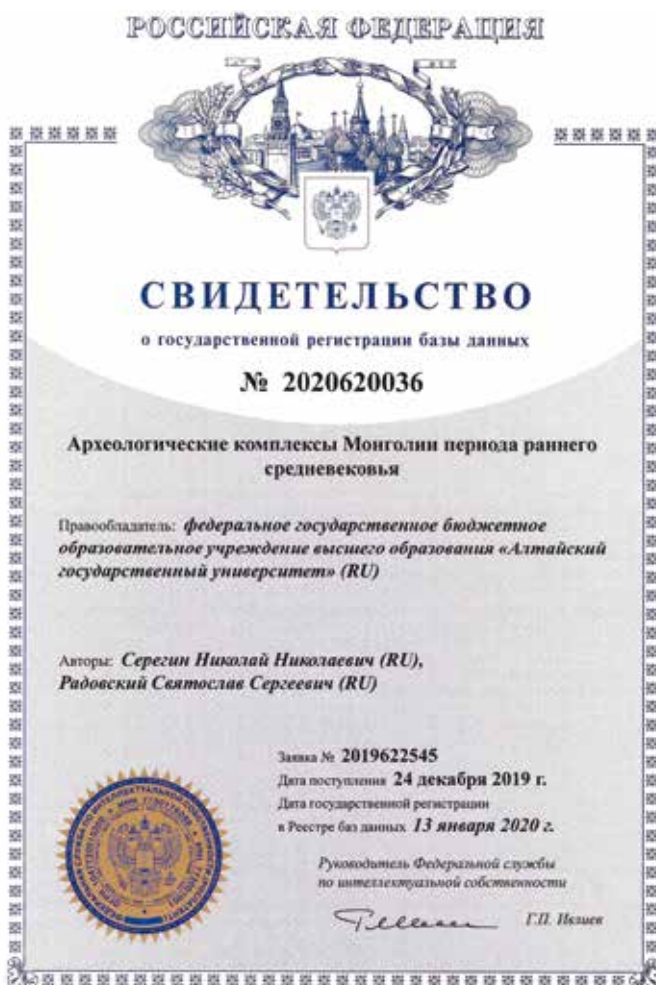 РОССИЙСКАЯ ФЕДЕРАЦИЯ
СВИДЕТЕЛЬСТВО
о государственной регистрации базы данных
№ 2020620036
Археологические комплексы Монголии периода раннего
средневековья
Правообладатель: федеральное государственное бюджетное
образовательное учреждение высшего образования «Алтайский
государственный университет» (RU)
Авторы: Серегин Николай Николаевич (RU),
Радовский Святослав Сергеевич (RU)
Заявка № 2019622545
Дата поступления 24 декабря 2019 г.
Дата государственной регистрации
в Реестре баз данных 13 января 2020 г.
Руководитель Федеральной службы
по интеллектуальной собственности
Г.П. Ивлиев